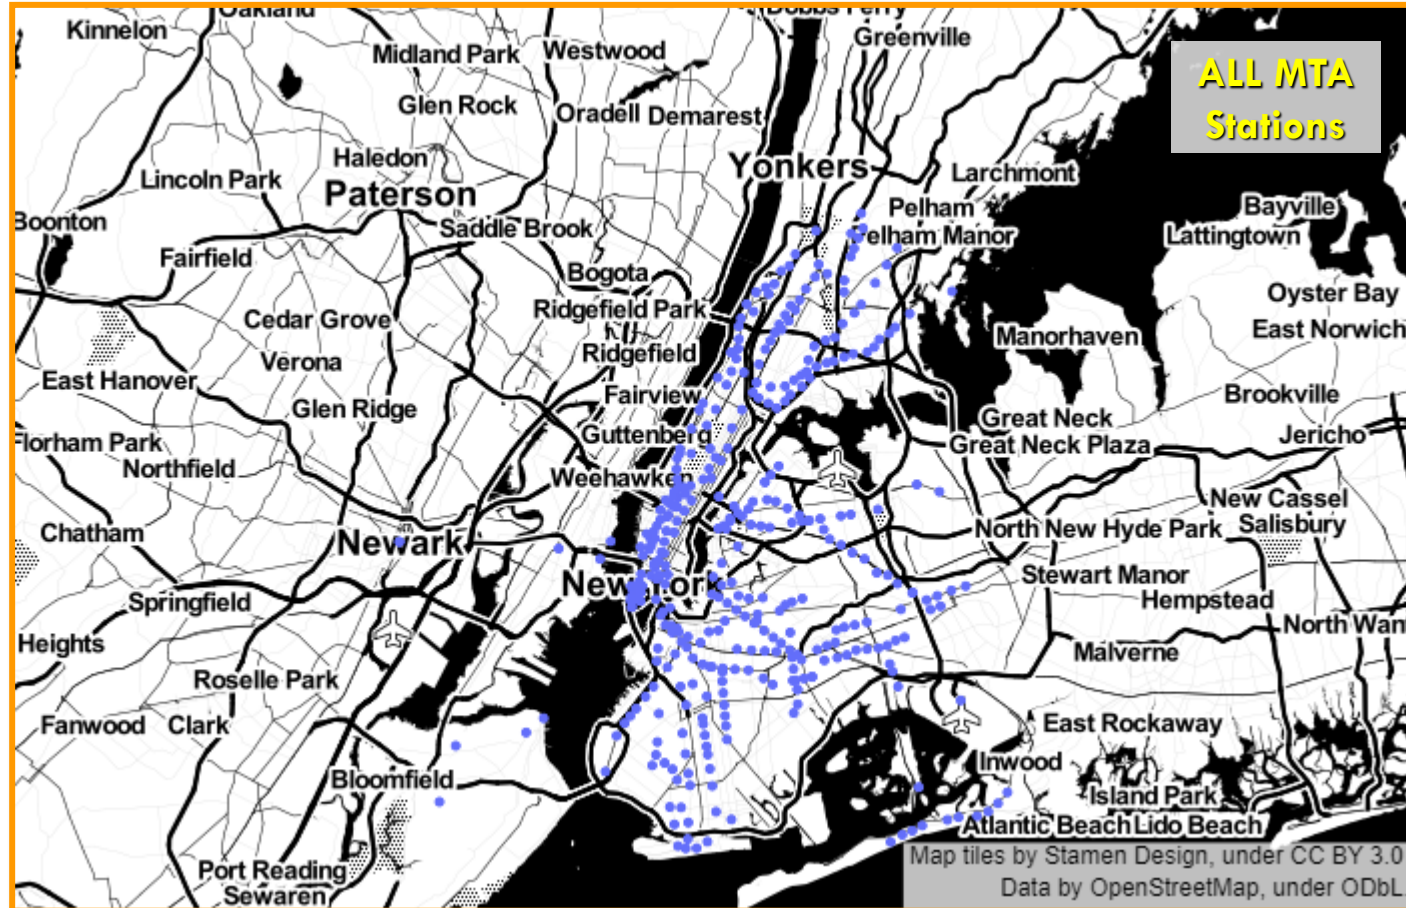 Oakland
Dobbs Ferry
Kinnelon
Greenville
Midland Park
Westwood
ALL MTA
Stations
Glen Rock
Oradell
Demarest
Haledon
Yonkers
Larchmont
Lincoln Park
Paterson
Pelham
Bayville
Boonton
Saddle Brook
Pelham Manor
Lattingtown
Fairfield
Bogota
Oyster Bay
Ridgefield Park
Cedar Grove
East Norwich
Manorhaven
Verona
Ridgefield
East Hanover
Fairview
Brookville
Glen Ridge
Great Neck
Florham Park
Guttenberg
Great Neck Plaza
Jericho
Northfield
Weehawken
New Cassel
Chatham
North New Hyde Park
Salisbury
Newark
New York
Stewart Manor
Springfield
Hempstead
North Wan
Heights
Malverne
Roselle Park
Fanwood
Clark
East Rockaway
Inwood
Bloomfield
Island Park
Atlantic Beach
Lido Beach
Map tiles by Stamen Design, under CC BY 3.0
Port Reading
Data by OpenStreetMap, under ODbL
Sewaren